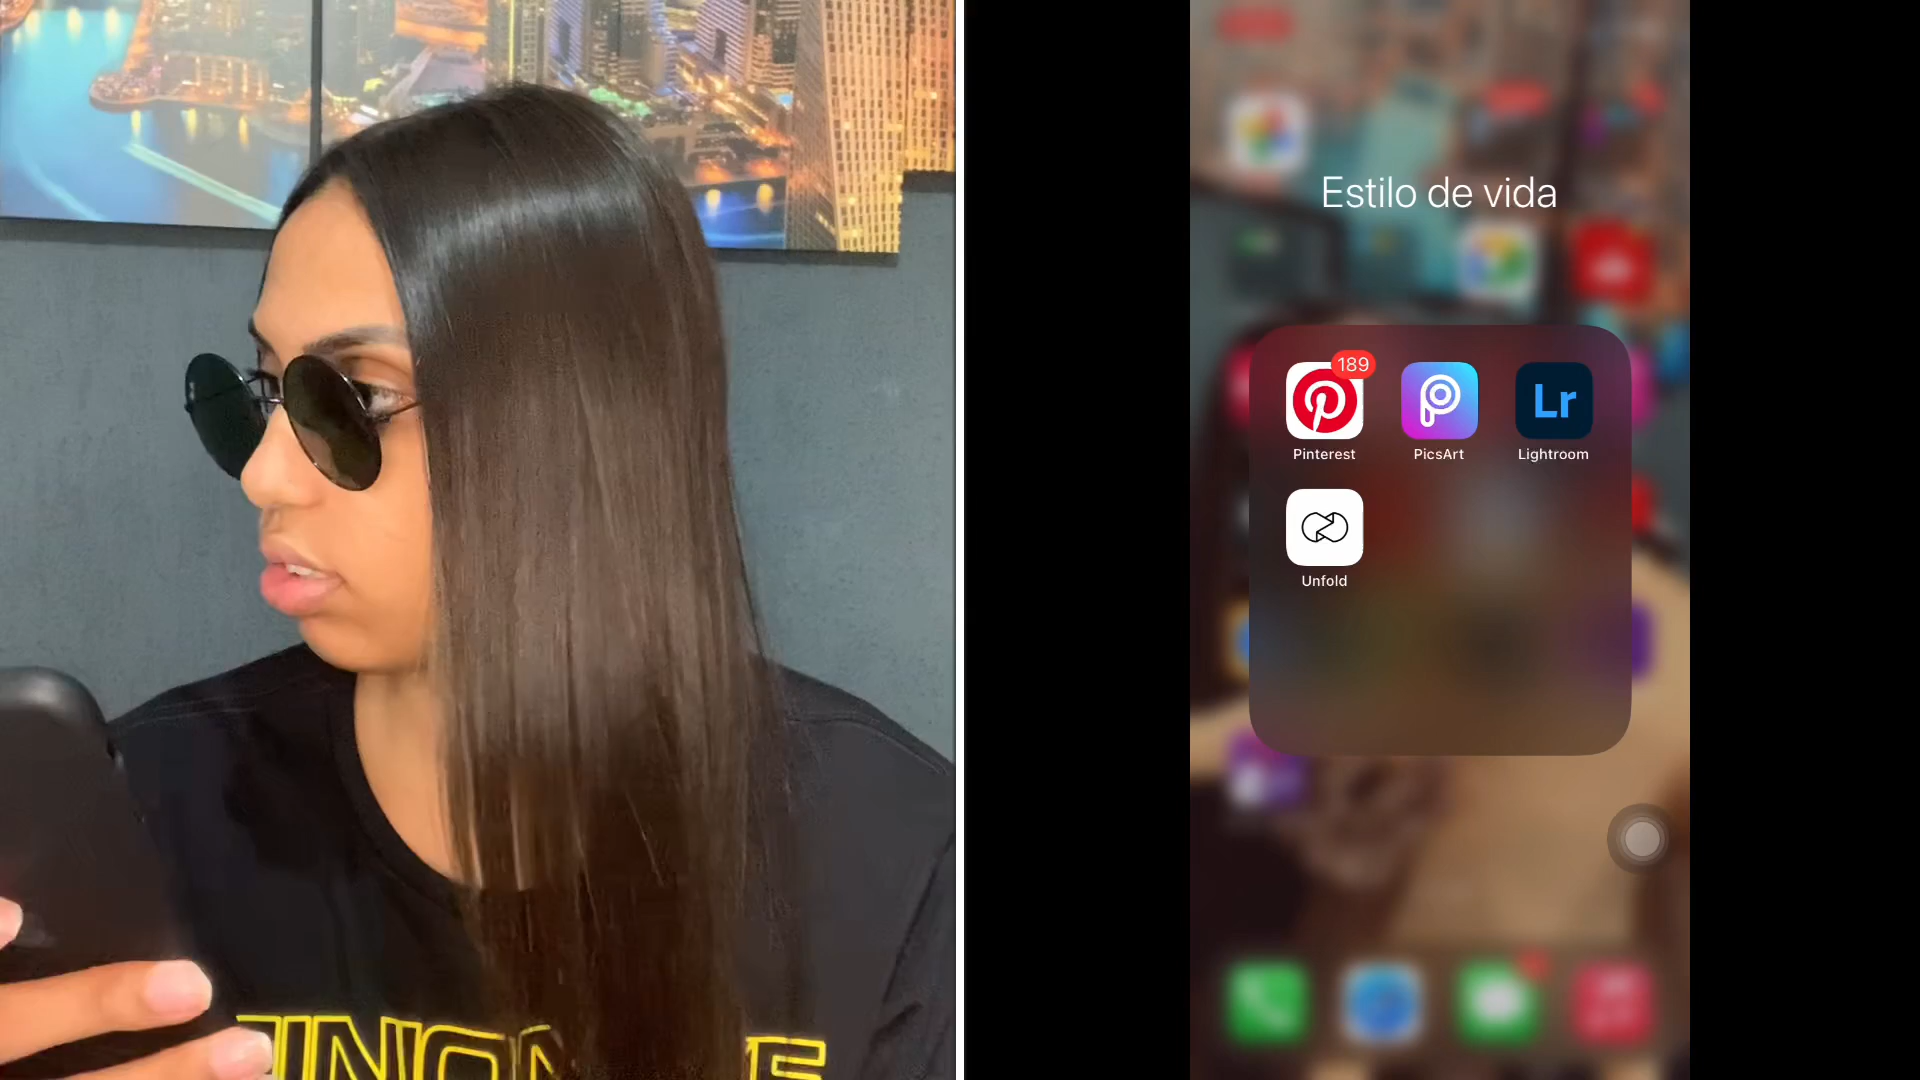 Estilo de vida
189
Pinterest
PicsArt
Lr
Lightroom
Unfold